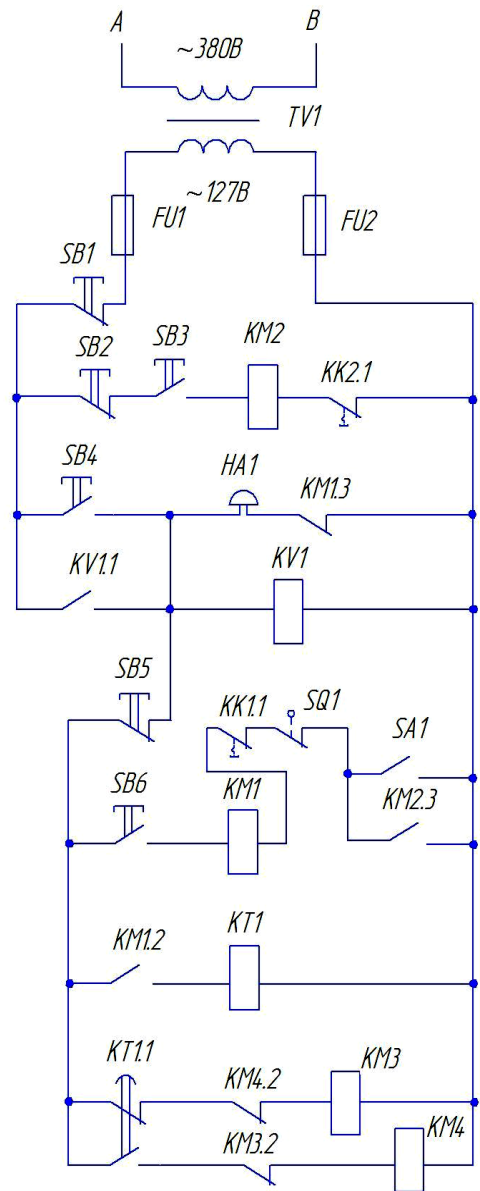 A
B
~380В
TV1
~127В
FU1
FU2
SB1
SB2
SB3
KM2
KK2.1
SB4
HA1
KM1.3
KV1.1
KV1
SB5
KK1.1
SQ1
SA1
SB6
KM1
KM2.3
KM1.2
KT1
KT1.1
KM4.2
KM3
KM3.2
KM4